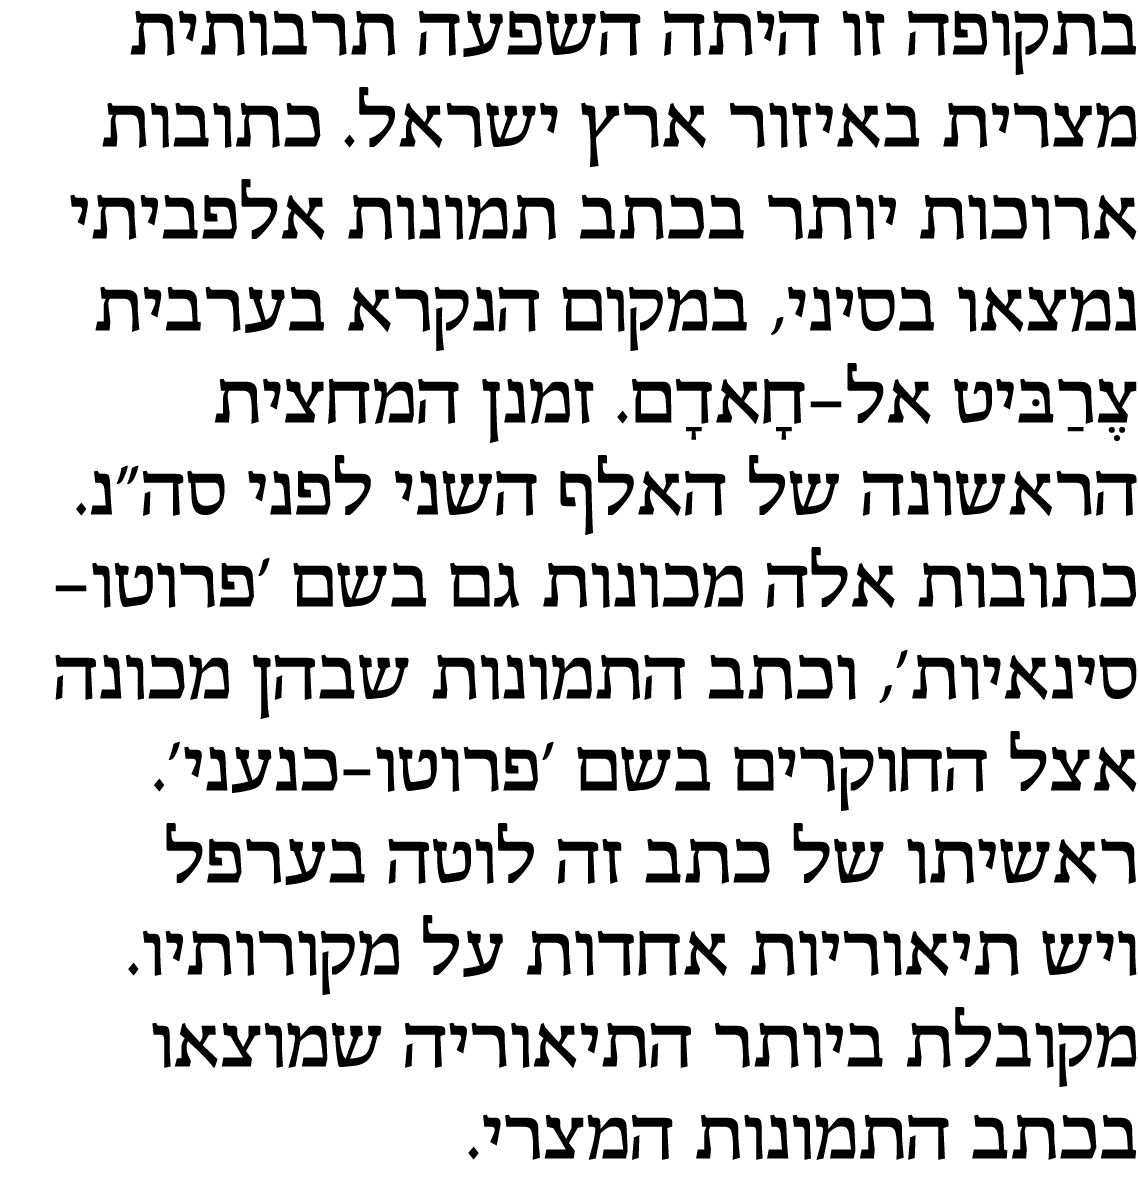 בתקופה זו היתה השפעה תרבותית
מצרית באיזור ארץ ישראל. כתובות
ארוכות יותר בכתב תמונות אלפביתי
נמצאו בסיני, במקום הנקרא בערבית
צֶרַבִּיט אל-חָאדָם. זמנן המחצית
הראשונה של האלף השני לפני סה״נ.
כתובות אלה מכונות גם בשם ׳פרוטו-
סינאיות׳, וכתב התמונות שבהן מכונה
אצל החוקרים בשם ׳פרוטו-כנעני׳.
ראשיתו של כתב זה לוטה בערפל
ויש תיאוריות אחדות על מקורותיו.
מקובלת ביותר התיאוריה שמוצאו
בכתב התמונות המצרי.